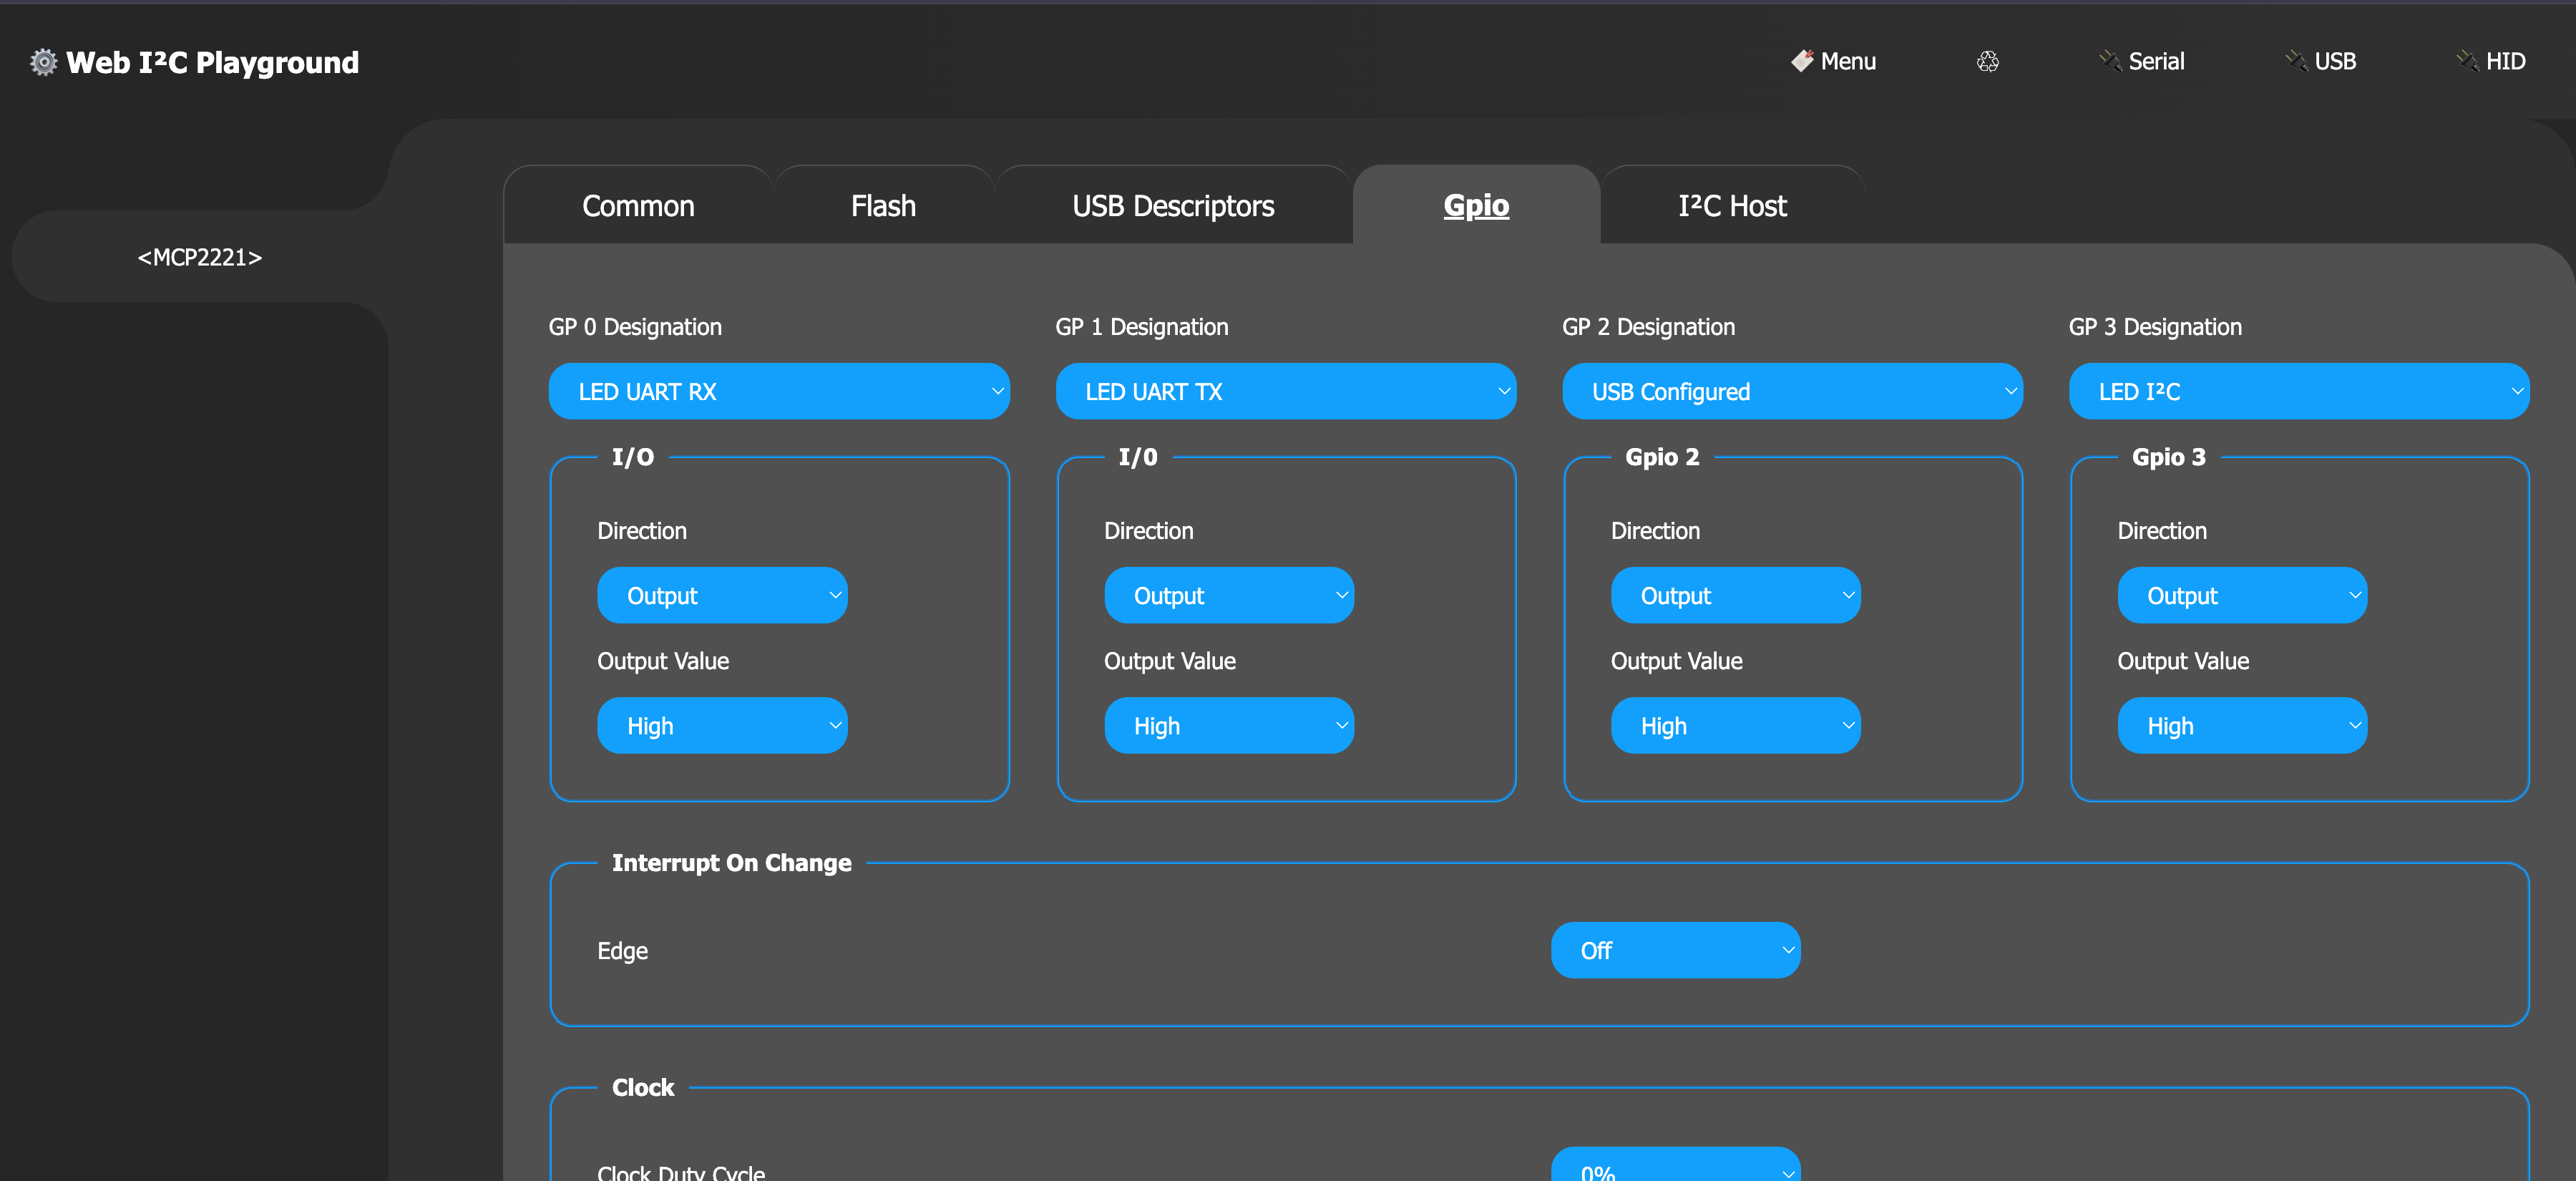 Web I²C Playground
Menu
Serial
USB
HID
<MCP2221>
Common
Flash
USB Descriptors
Gpio
I²C Host
GP 0 Designation
GP 1 Designation
GP 2 Designation
GP 3 Designation
LED UART RX
LED UART TX
USB Configured
LED I²C
I/O
I/0
Gpio 2
Gpio 3
Direction
Direction
Direction
Direction
Output
Output
Output
Output
Output Value
Output Value
Output Value
Output Value
High
High
High
High
Interrupt On Change
Edge
Off
Clock
Clock Duty Cycle
0%